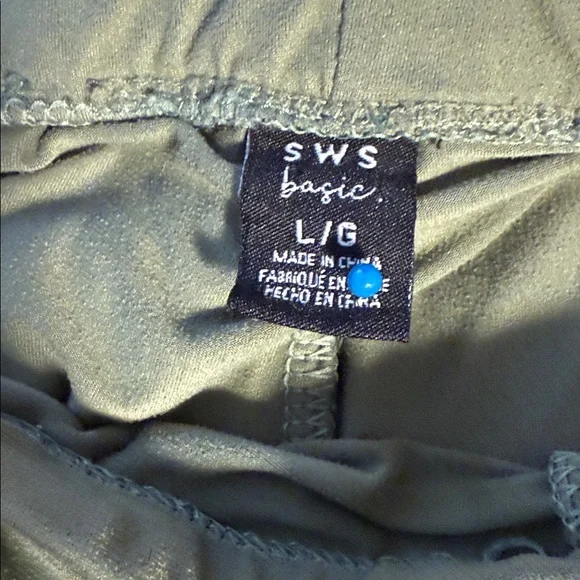 SWS
basic.
L/G
MADE IN CHINA
FABRIQUÉ EN
HECHO EN CHINA